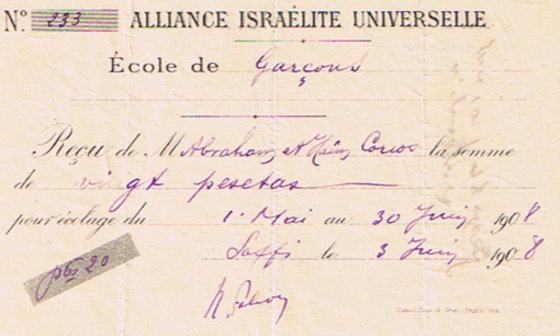 N.º 233 ALLIANCE ISRAÉLITE UNIVERSELLE
École de Garçons
Reçu de M Abraham et Haïm Corcos la somme
de vingt pesetas
pour écolage du 1. Mai au 30 Juin 1908
Saffi le 3 Juin 1908
ptas 20